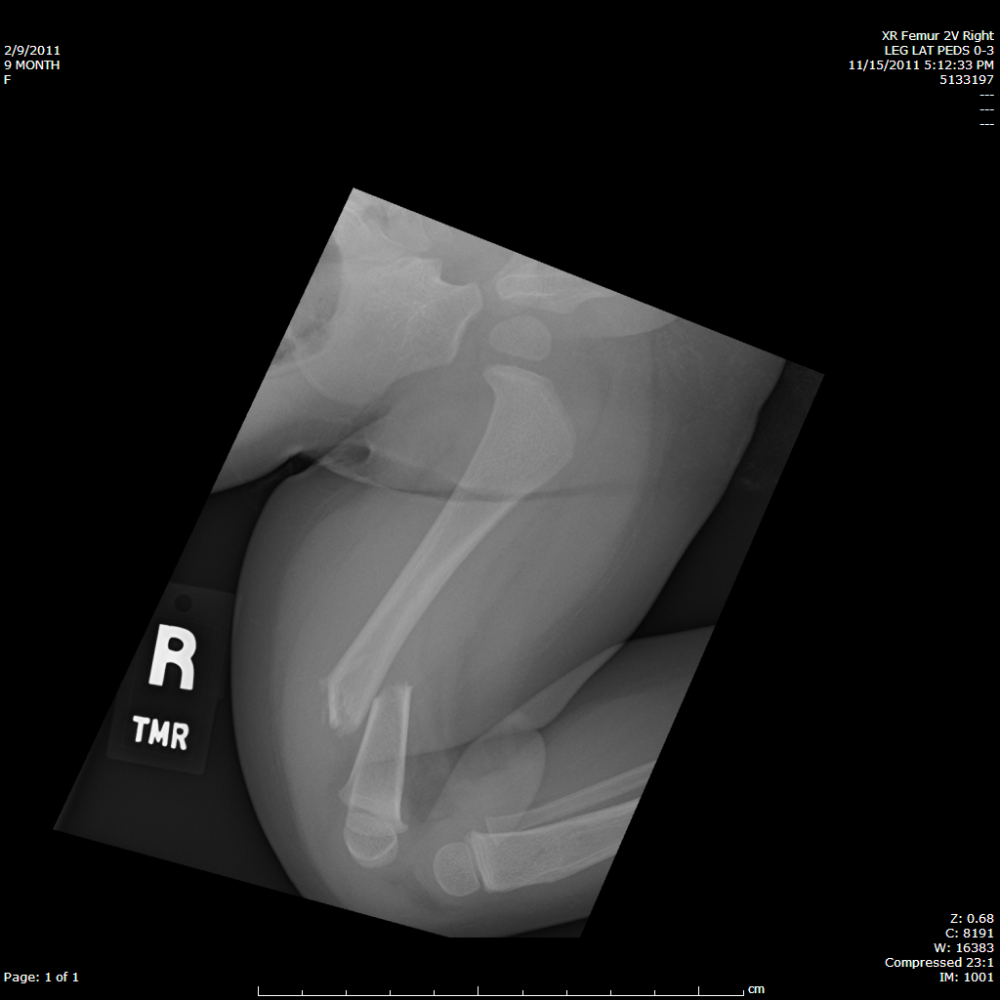 2/9/2011
9 MONTH
F
XR Femur 2V Right
LEG LAT PEDS 0-3
11/15/2011 5:12:33 PM
5133197
---
---
---
R
TMR
Z: 0.68
C: 8191
W: 16383
Compressed 23:1
IM: 1001
Page: 1 of 1
cm